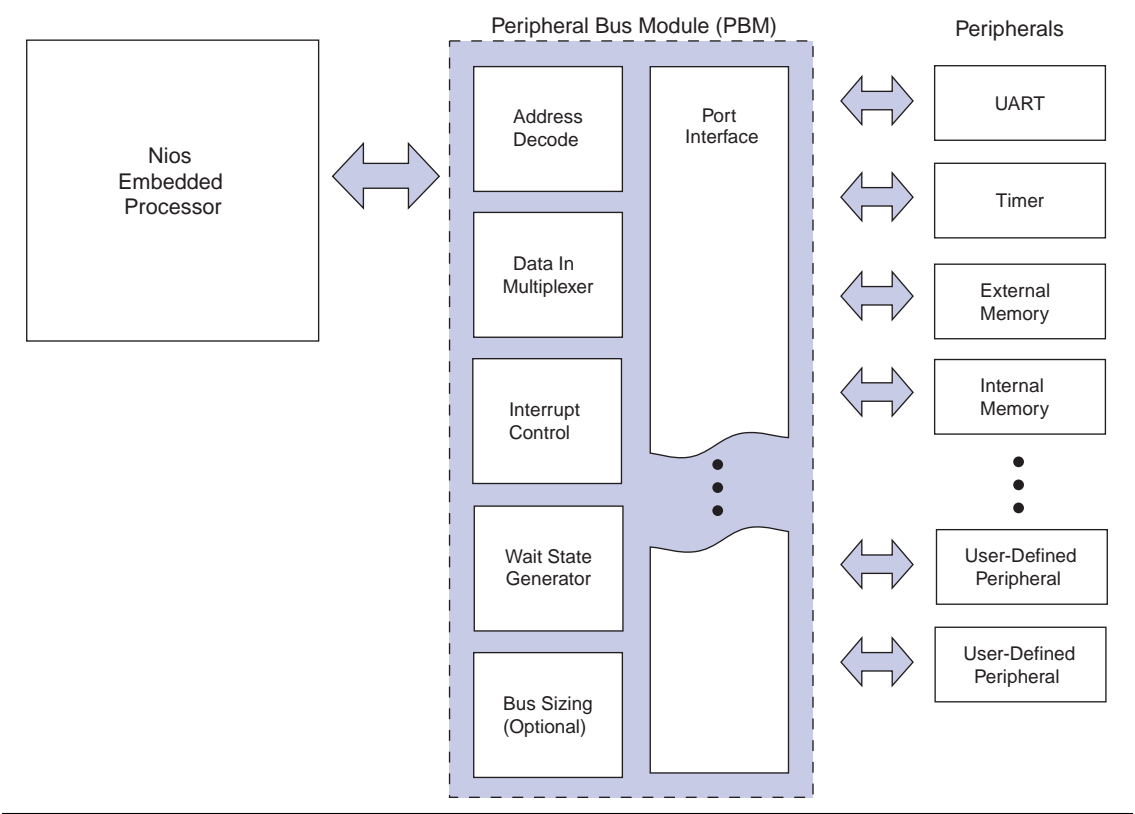 Peripheral Bus Module (PBM)
Peripherals
Nios
Embedded
Processor
Address
Decode
Data In
Multiplexer
Interrupt
Control
Wait State
Generator
Bus Sizing
(Optional)
Port
Interface
UART
Timer
External
Memory
Internal
Memory
User-Defined
Peripheral
User-Defined
Peripheral